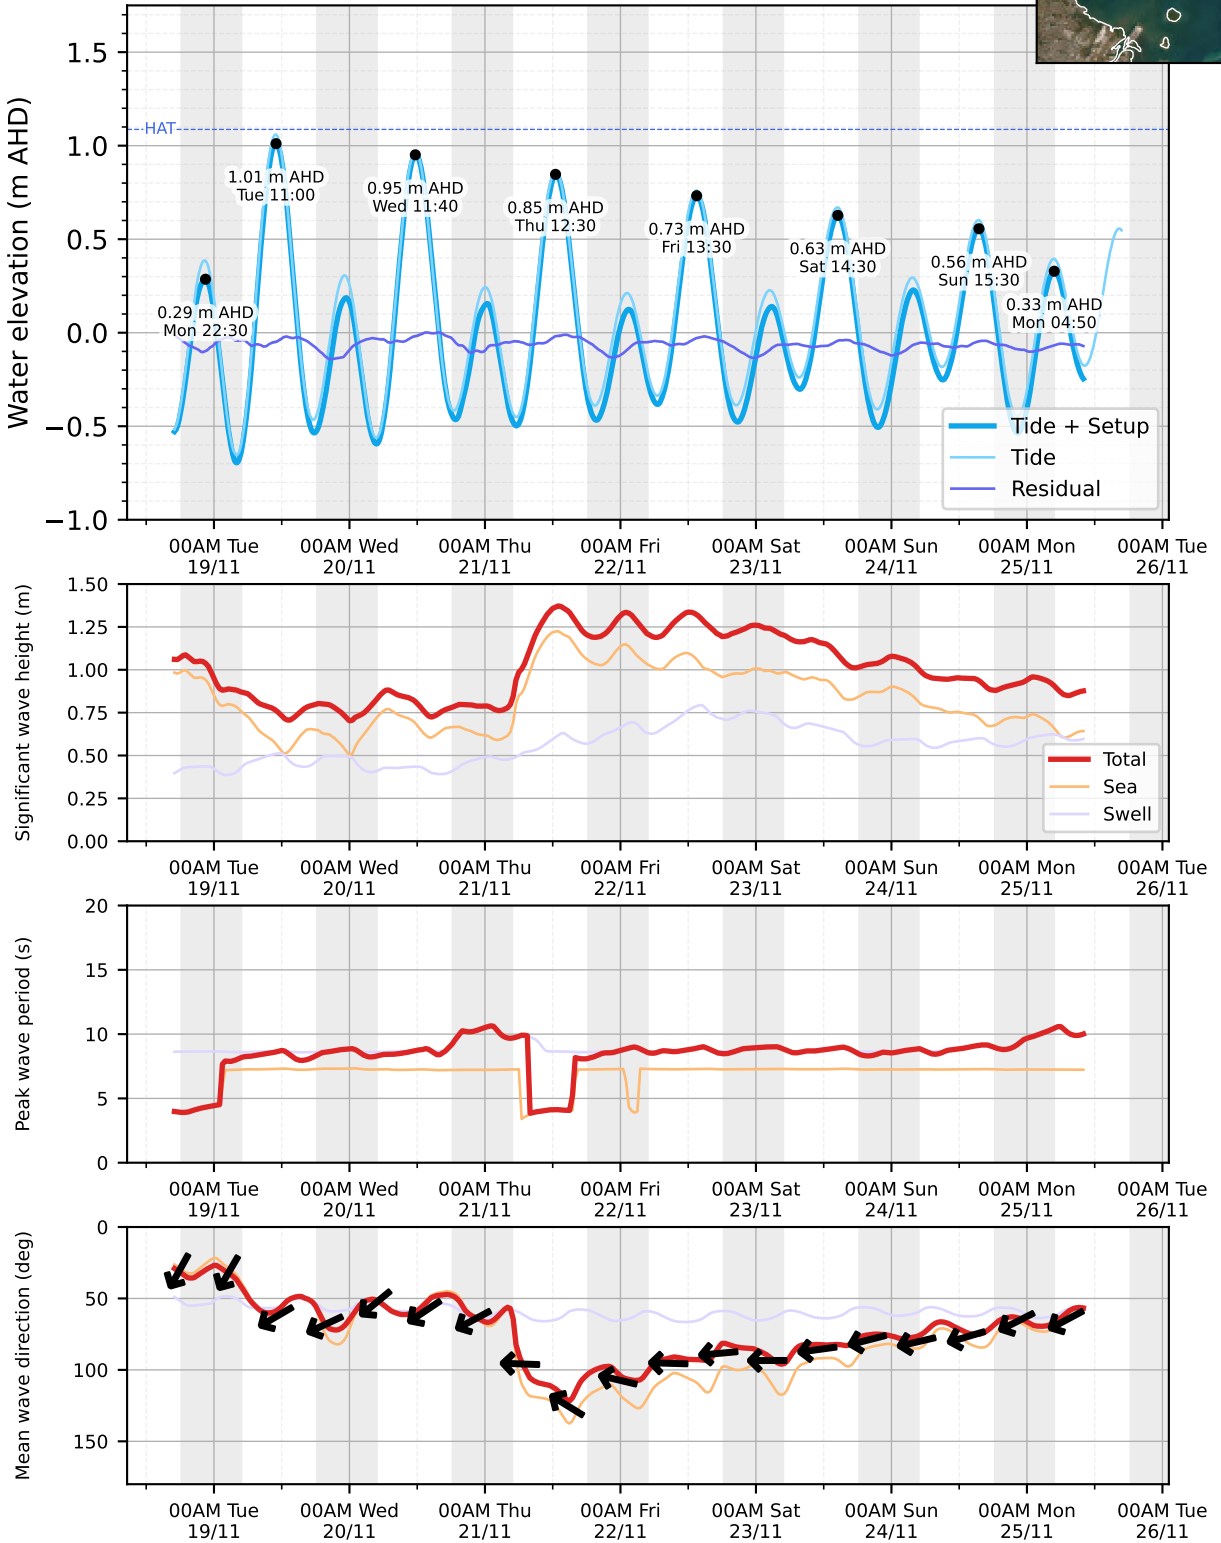 1.5
1.0
0.5
0.0
−0.5
−1.0
Water elevation (m AHD)
HAT
0.29 m AHD
Mon 22:30
1.01 m AHD
Tue 11:00
0.95 m AHD
Wed 11:40
0.85 m AHD
Thu 12:30
0.73 m AHD
Fri 13:30
0.63 m AHD
Sat 14:30
0.56 m AHD
Sun 15:30
0.33 m AHD
Mon 04:50
Tide + Setup
Tide
Residual
00AM Tue 00AM Wed 00AM Thu 00AM Fri 00AM Sat 00AM Sun 00AM Mon 00AM Tue
19/11 20/11 21/11 22/11 23/11 24/11 25/11 26/11
1.50
1.25
1.00
0.75
0.50
0.25
0.00
Significant wave height (m)
Total
Sea
Swell
00AM Tue 00AM Wed 00AM Thu 00AM Fri 00AM Sat 00AM Sun 00AM Mon 00AM Tue
19/11 20/11 21/11 22/11 23/11 24/11 25/11 26/11
20
15
10
5
0
Peak wave period (s)
00AM Tue 00AM Wed 00AM Thu 00AM Fri 00AM Sat 00AM Sun 00AM Mon 00AM Tue
19/11 20/11 21/11 22/11 23/11 24/11 25/11 26/11
0
50
100
150
Mean wave direction (deg)
00AM Tue 00AM Wed 00AM Thu 00AM Fri 00AM Sat 00AM Sun 00AM Mon 00AM Tue
19/11 20/11 21/11 22/11 23/11 24/11 25/11 26/11